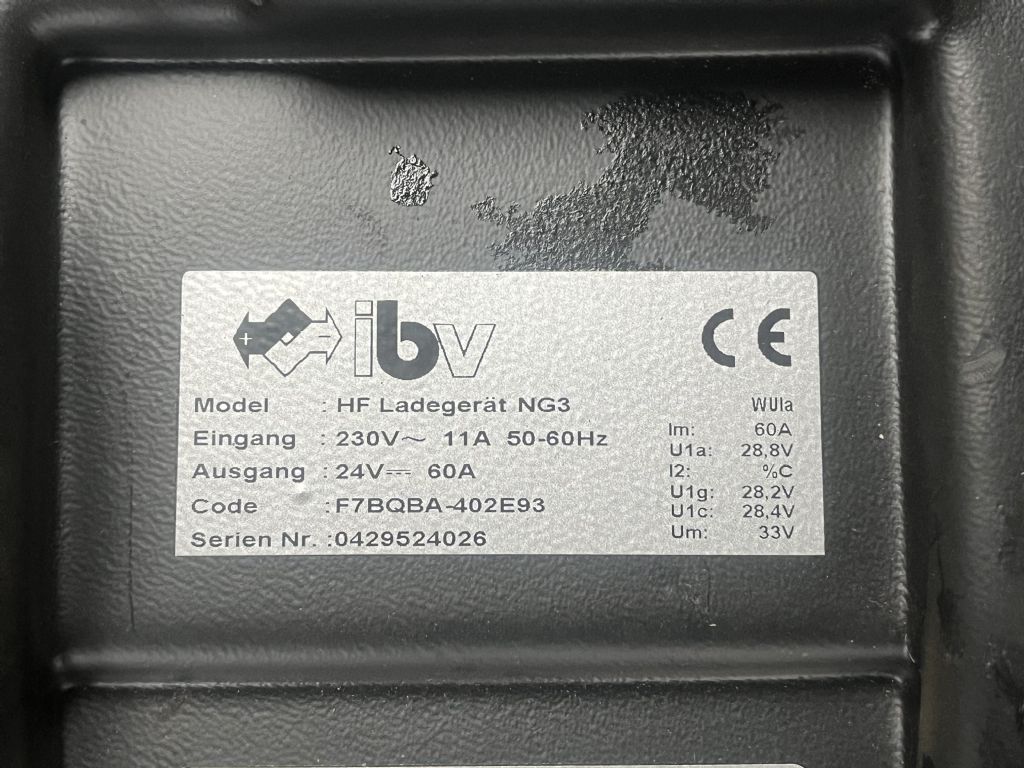 + − ibv CE
Model : HF Ladegerät NG3
Eingang : 230V~ 11A 50-60Hz
Ausgang : 24V⎓ 60A
Code :F7BQBA-402E93
Serien Nr. :0429524026
WUIa
Im: 60A
U1a: 28,8V
I2: %C
U1g: 28,2V
U1c: 28,4V
Um: 33V